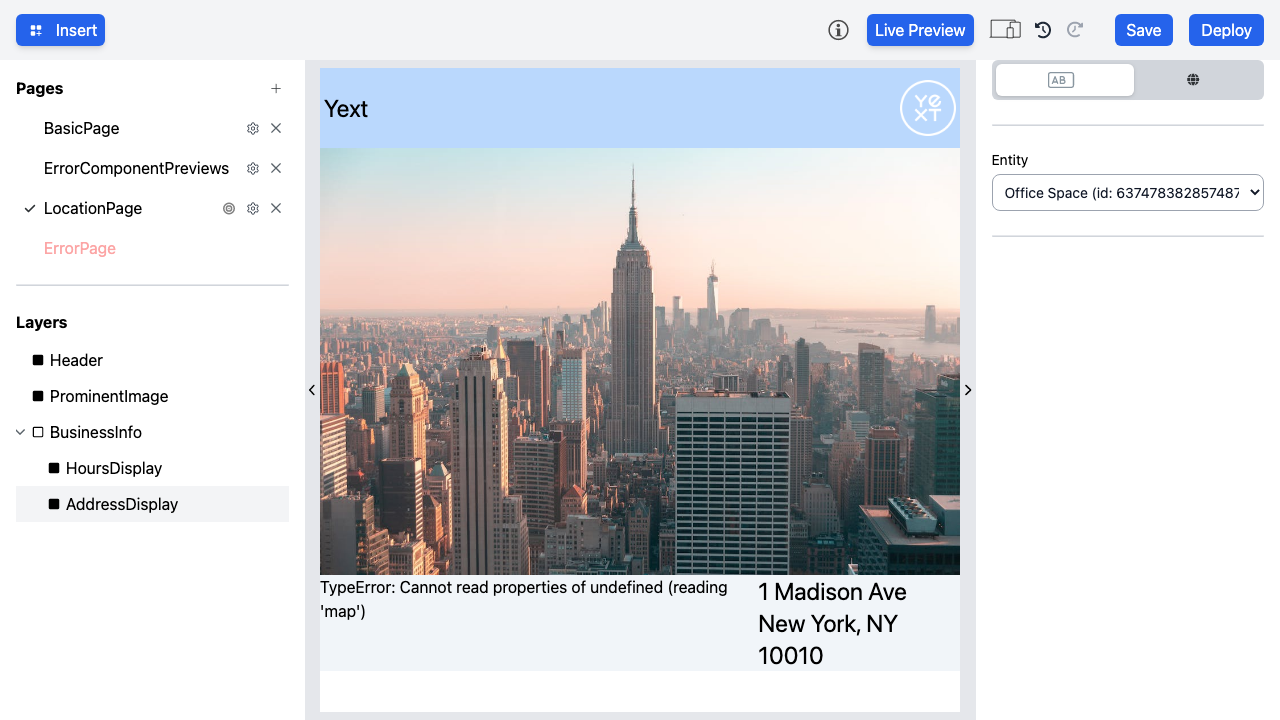 Insert
Live Preview
Save
Deploy
Pages
BasicPage
ErrorComponentPreviews
LocationPage
ErrorPage
Layers
Header
ProminentImage
BusinessInfo
HoursDisplay
AddressDisplay
Yext
YEXT
TypeError: Cannot read properties of undefined (reading
'map')
1 Madison Ave
New York, NY
10010
AB
Entity
Office Space (id: 637478382857487